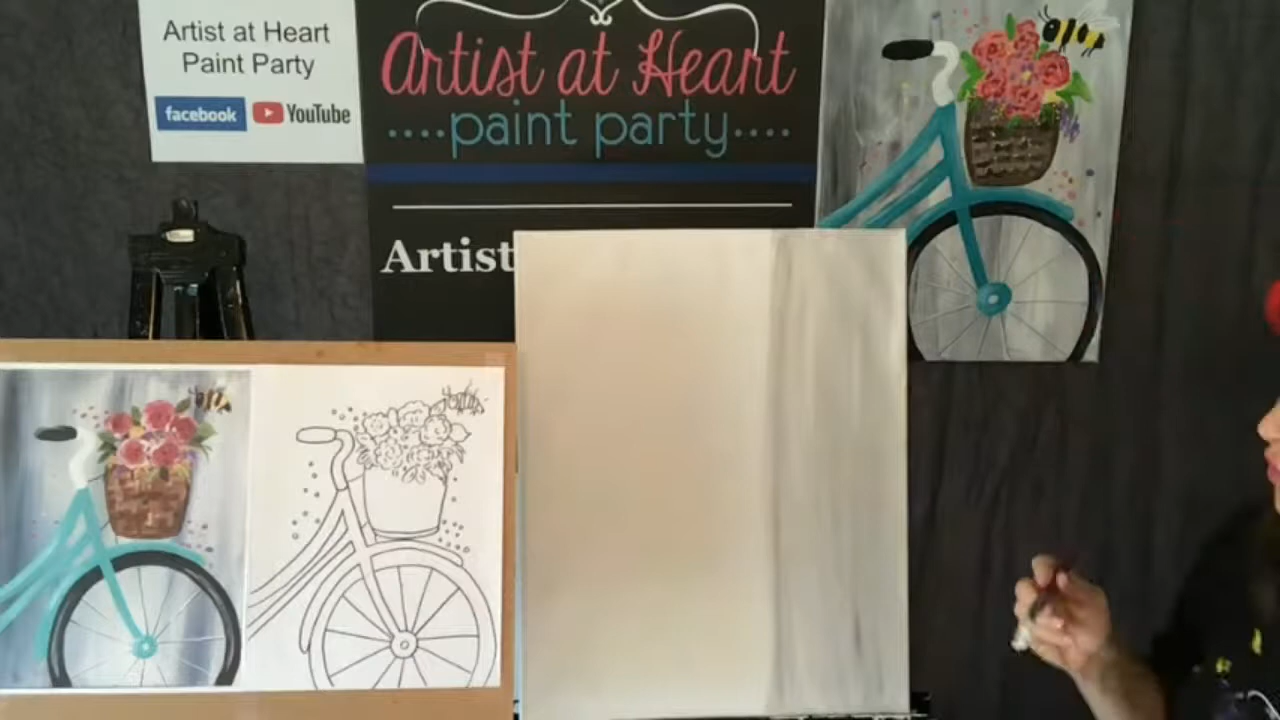 Artist at Heart
Paint Party
facebook
YouTube
Artist at Heart
....paint party....
Artist